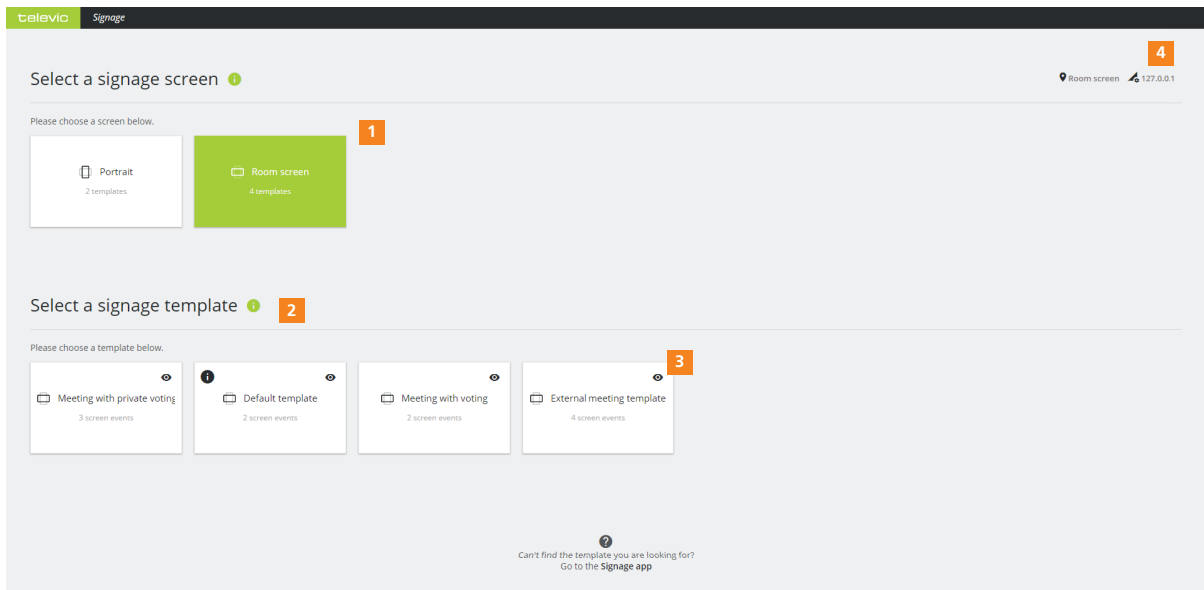 televic Signage
4
Select a signage screen
Room screen 127.0.0.1
Please choose a screen below.
1
Portrait
2 templates
Room screen
4 templates
Select a signage template
2
Please choose a template below.
3
Meeting with private voting
3 screen events
Default template
2 screen events
Meeting with voting
2 screen events
External meeting template
4 screen events
Can't find the template you are looking for?
Go to the Signage app